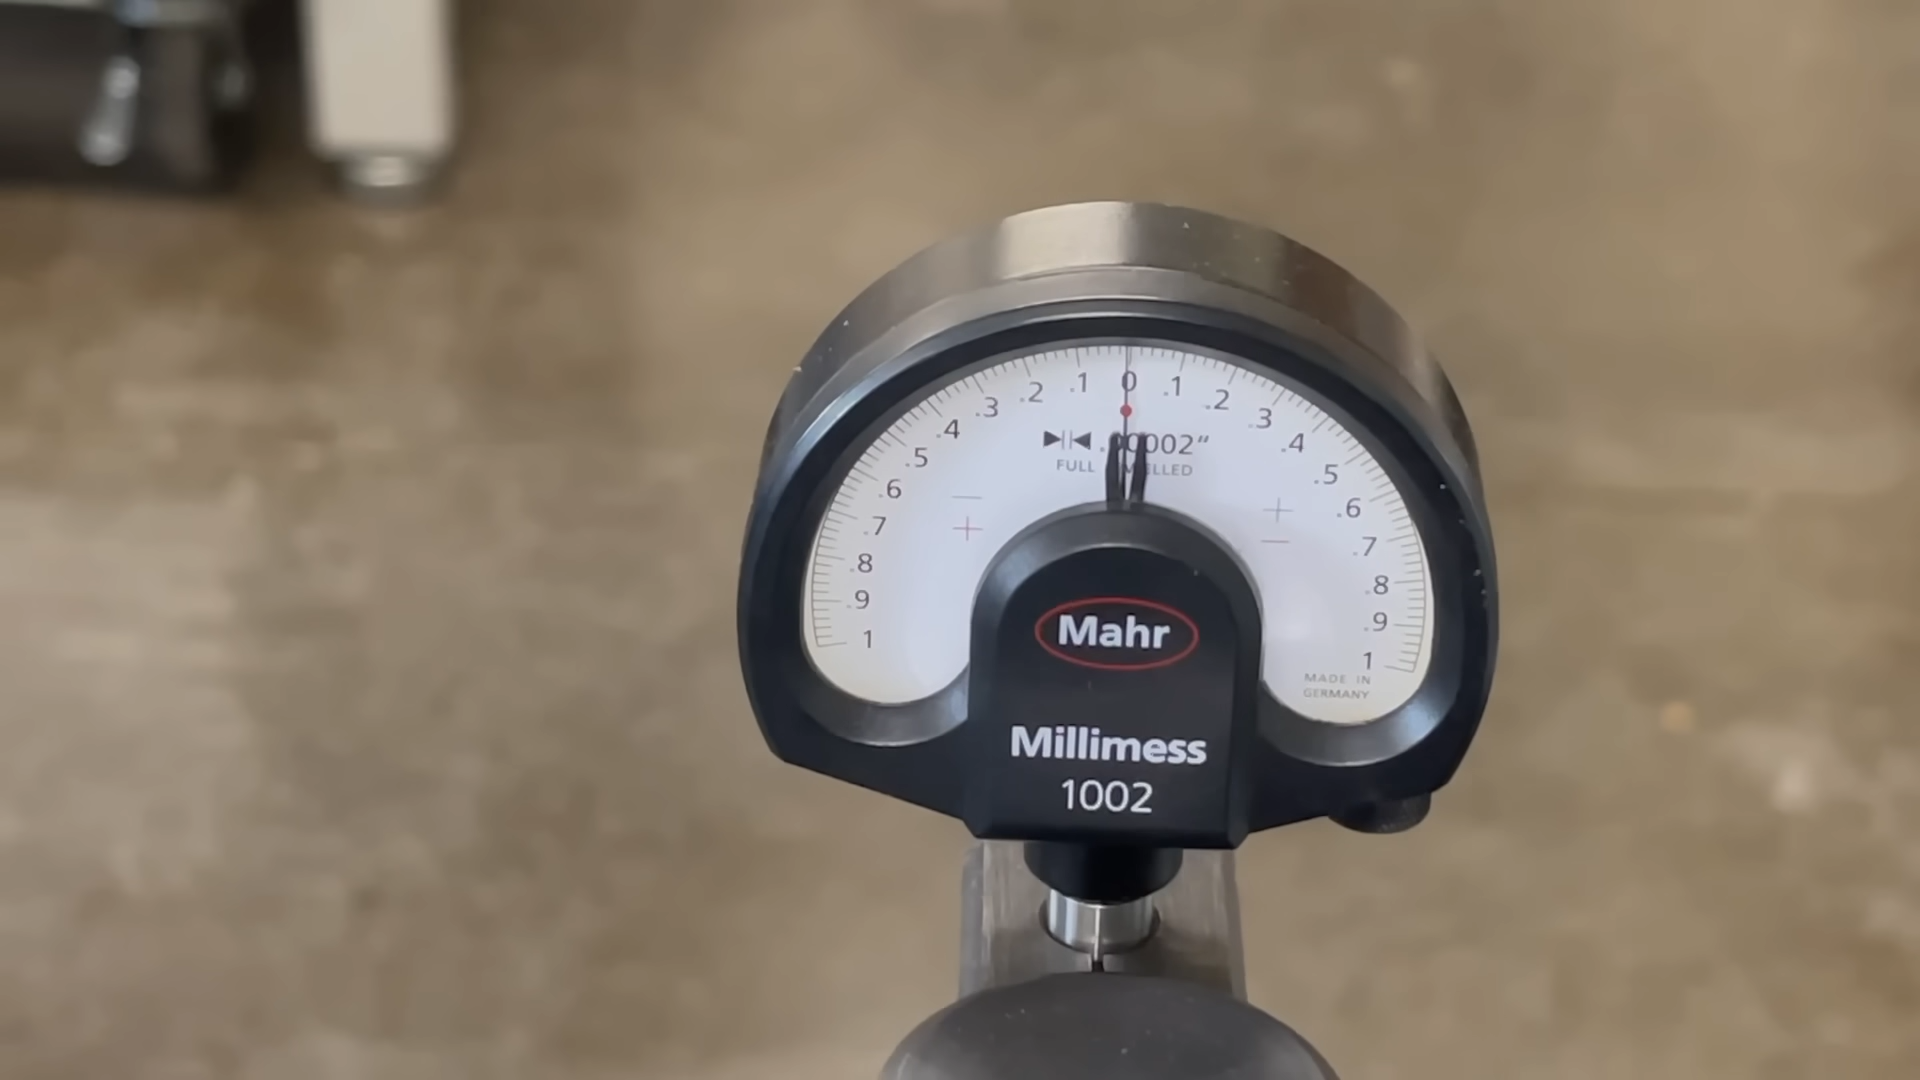 1 .9 .8 .7 .6 .5 .4 .3 .2 .1 0 .1 .2 .3 .4 .5 .6 .7 .8 .9 1
.00002"
FULL
MADE IN
GERMANY
Mahr
Millimess
1002